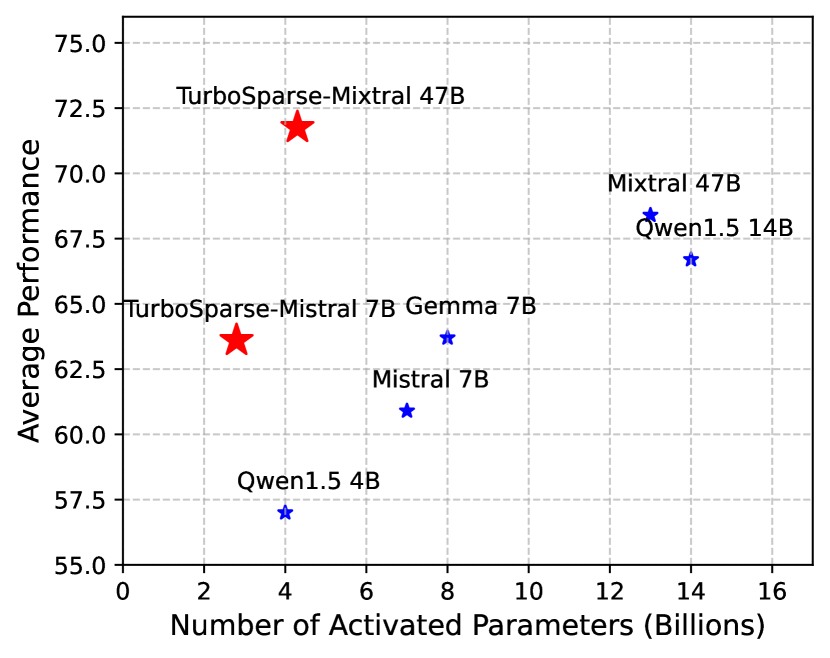 75.0
72.5
70.0
67.5
65.0
62.5
60.0
57.5
55.0
Average Performance
TurboSparse-Mixtral 47B
Mixtral 47B
Qwen1.5 14B
TurboSparse-Mistral 7B
Gemma 7B
Mistral 7B
Qwen1.5 4B
0 2 4 6 8 10 12 14 16
Number of Activated Parameters (Billions)